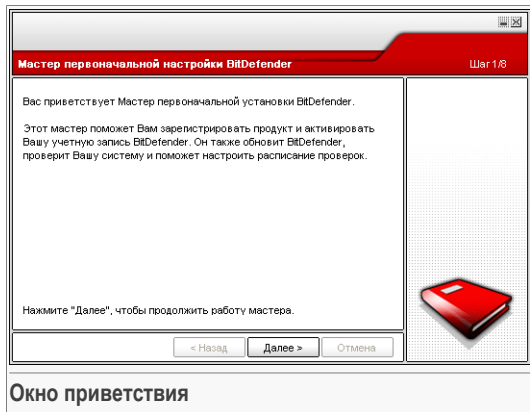 Мастер первоначальной настройки BitDefender
Шаг 1/8
Вас приветствует Мастер первоначальной установки BitDefender.
Этот мастер поможет Вам зарегистрировать продукт и активировать
Вашу учетную запись BitDefender. Он также обновит BitDefender,
проверит Вашу систему и поможет настроить расписание проверок.
Нажмите "Далее", чтобы продолжить работу мастера.
< Назад
Далее >
Отмена
Окно приветствия